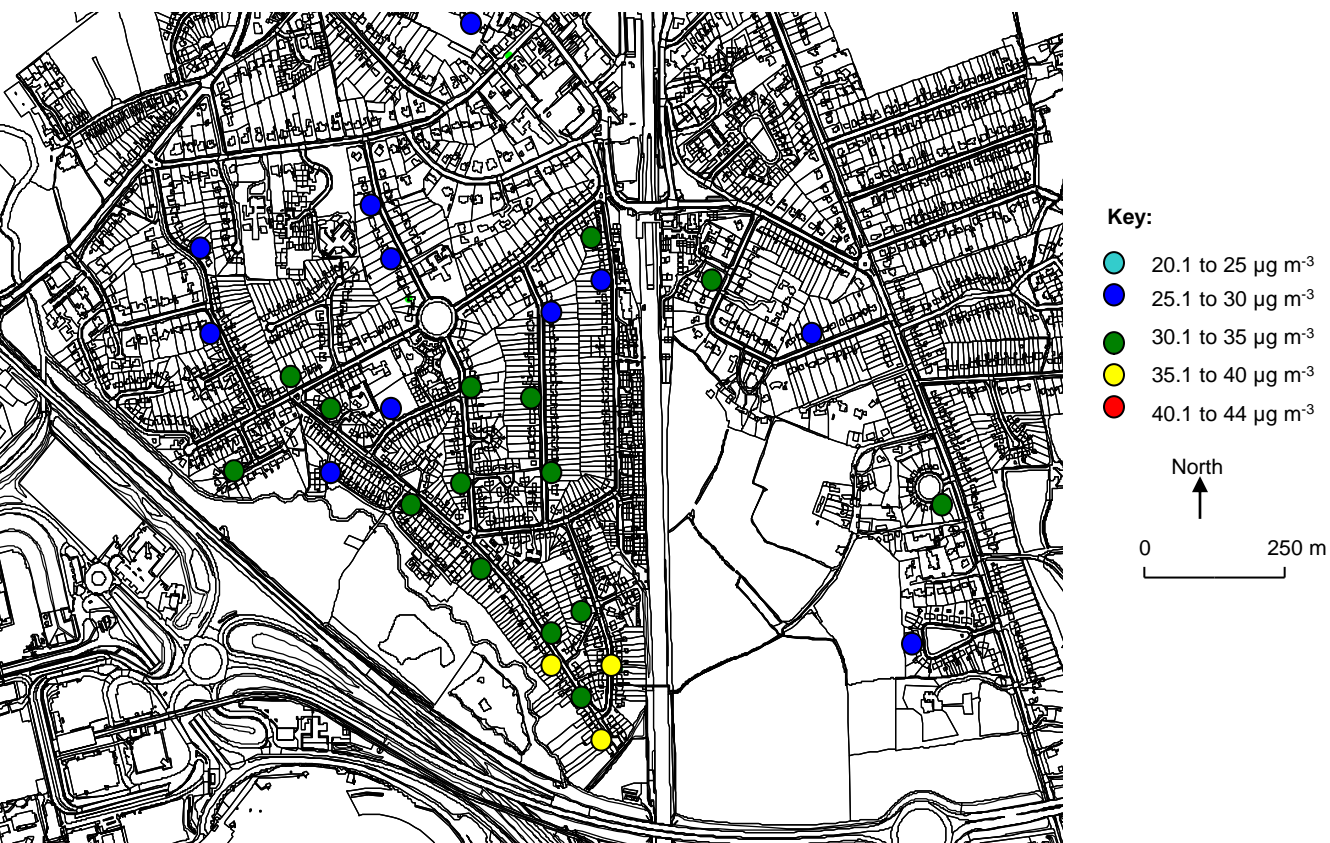 Key:
20.1 to 25 µg m-3
25.1 to 30 µg m-3
30.1 to 35 µg m-3
35.1 to 40 µg m-3
40.1 to 44 µg m-3
North
0 250 m